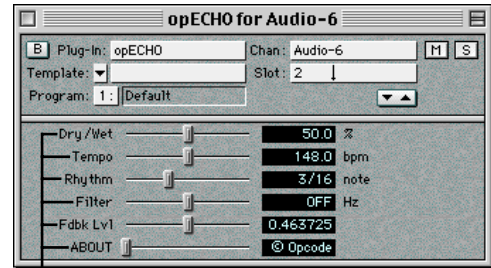 opECHO for Audio-6
B Plug-In: opECHO Chan: Audio-6 M S
Template: Slot: 2
Program: 1: Default
Dry/Wet 50.0 %
Tempo 148.0 bpm
Rhythm 3/16 note
Filter OFF Hz
Fdbk Lvl 0.463725
ABOUT © Opcode